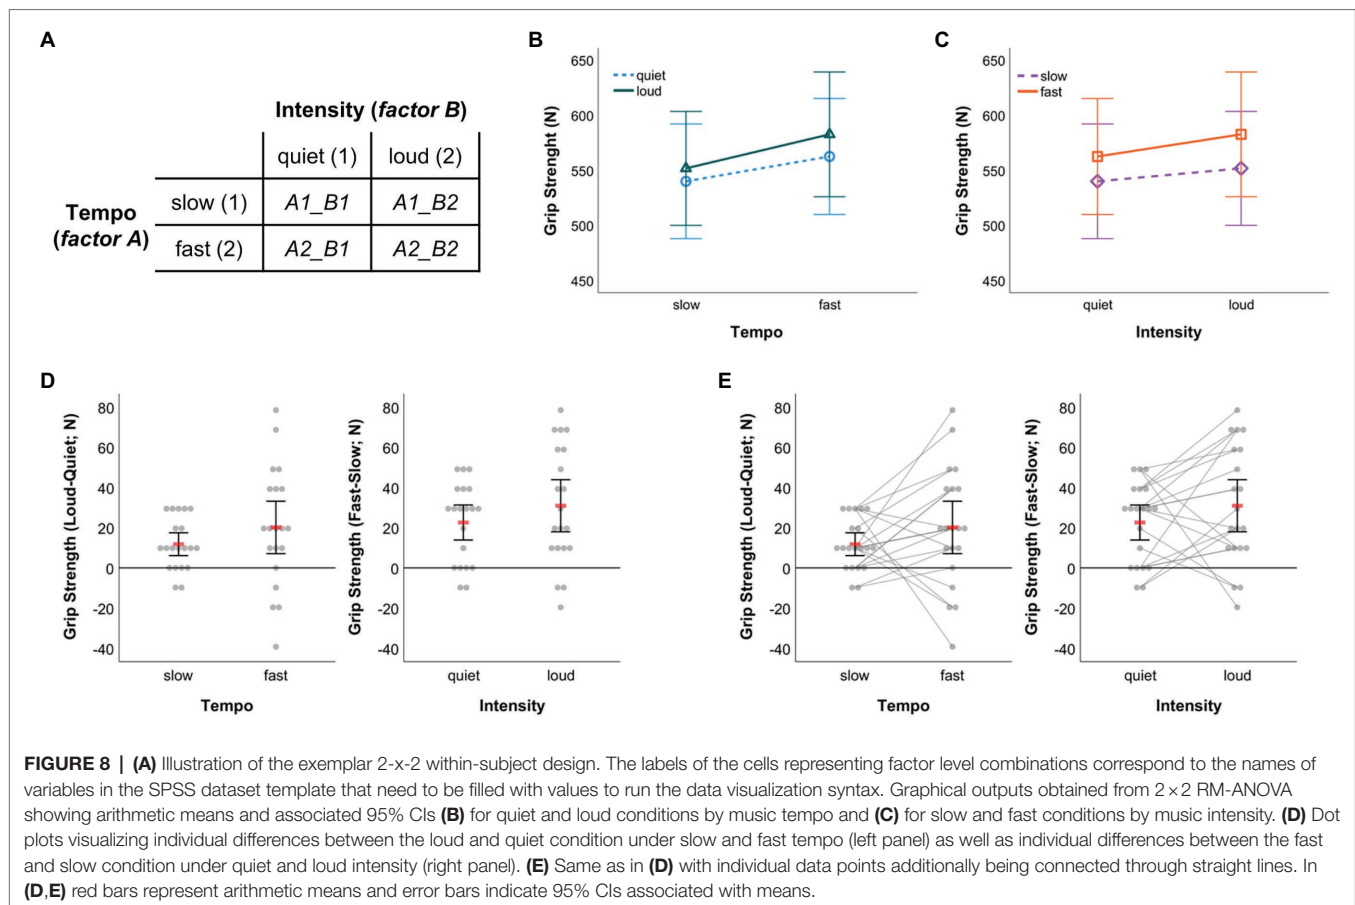 A
Intensity (factor B)
quiet (1) loud (2)
Tempo
(factor A)
slow (1) A1_B1 A1_B2
fast (2) A2_B1 A2_B2
B
Grip Strenght (N)
650
600
550
500
450
quiet
loud
slow fast
Tempo
C
Grip Strength (N)
650
600
550
500
450
slow
fast
quiet loud
Intensity
D
Grip Strength (Loud-Quiet; N)
80
60
40
20
0
-20
-40
slow fast
Tempo
Grip Strength (Fast-Slow; N)
80
60
40
20
0
-20
-40
quiet loud
Intensity
E
Grip Strength (Loud-Quiet; N)
80
60
40
20
0
-20
-40
slow fast
Tempo
Grip Strength (Fast-Slow; N)
80
60
40
20
0
-20
-40
quiet loud
Intensity
FIGURE 8 | (A) Illustration of the exemplar 2-x-2 within-subject design. The labels of the cells representing factor level combinations correspond to the names of
variables in the SPSS dataset template that need to be filled with values to run the data visualization syntax. Graphical outputs obtained from 2 × 2 RM-ANOVA
showing arithmetic means and associated 95% CIs (B) for quiet and loud conditions by music tempo and (C) for slow and fast conditions by music intensity. (D) Dot
plots visualizing individual differences between the loud and quiet condition under slow and fast tempo (left panel) as well as individual differences between the fast
and slow condition under quiet and loud intensity (right panel). (E) Same as in (D) with individual data points additionally being connected through straight lines. In
(D,E) red bars represent arithmetic means and error bars indicate 95% CIs associated with means.